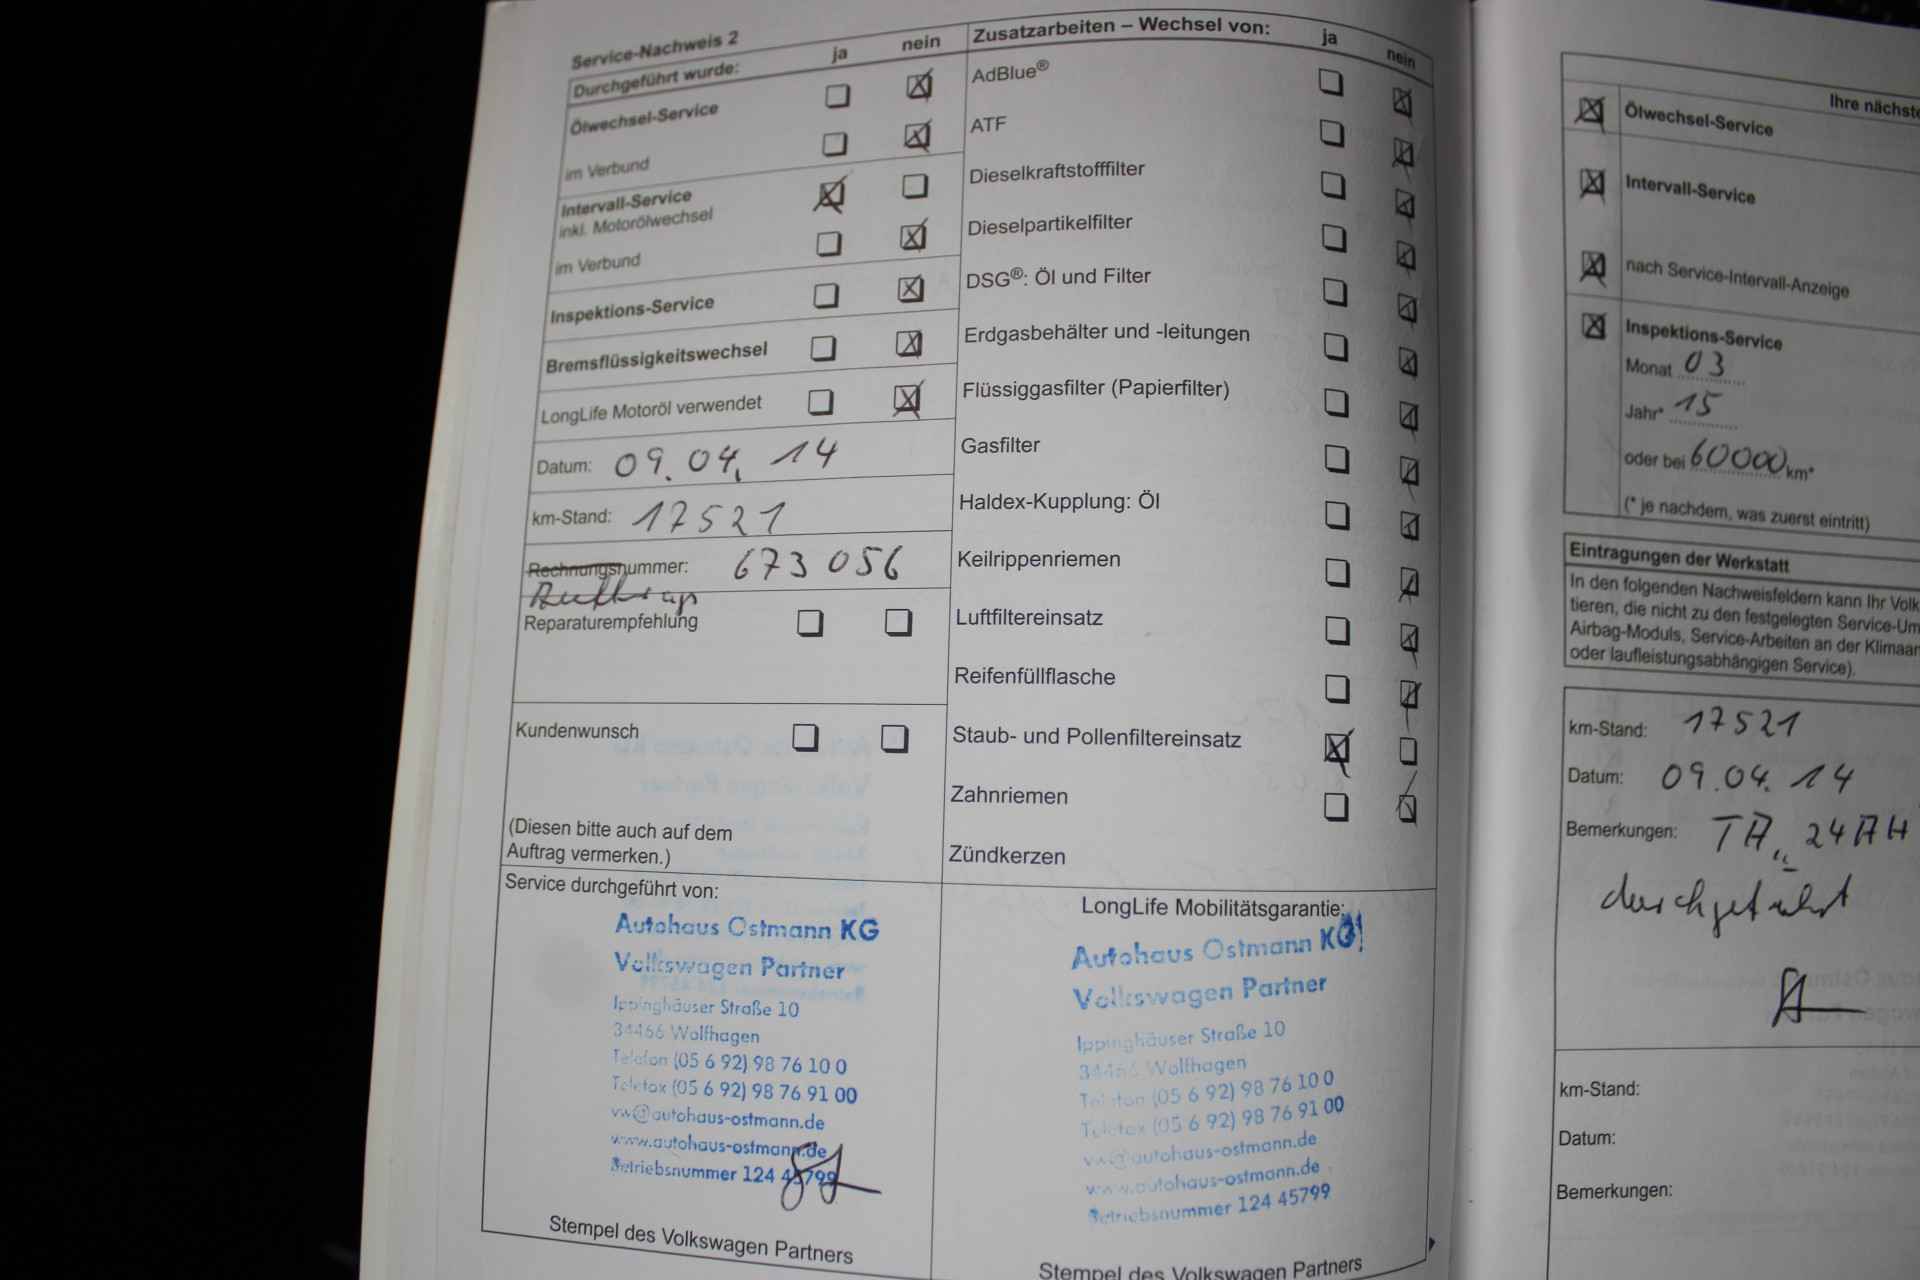 Service-Nachweis 2
Durchgeführt wurde: ja nein
Ölwechsel-Service
im Verbund
Intervall-Service
inkl. Motorölwechsel
im Verbund
Inspektions-Service
Bremsflüssigkeitswechsel
LongLife Motoröl verwendet
Datum: 09.04.14
km-Stand: 17521
Rechnungsnummer: 673 056
Reparaturempfehlung
Kundenwunsch
(Diesen bitte auch auf dem
Auftrag vermerken.)
Service durchgeführt von:
Autohaus Ostmann KG
Volkswagen Partner
Ippinghäuser Straße 10
34466 Wolfhagen
Telefon (05 6 92) 98 76 10 0
Telefax (05 6 92) 98 76 91 00
vw@autohaus-ostmann.de
www.autohaus-ostmann.de
Betriebsnummer 124 45799
Stempel des Volkswagen Partners
Zusatzarbeiten – Wechsel von: ja nein
AdBlue®
ATF
Dieselkraftstofffilter
Dieselpartikelfilter
DSG®: Öl und Filter
Erdgasbehälter und -leitungen
Flüssiggasfilter (Papierfilter)
Gasfilter
Haldex-Kupplung: Öl
Keilrippenriemen
Luftfiltereinsatz
Reifenfüllflasche
Staub- und Pollenfiltereinsatz
Zahnriemen
Zündkerzen
LongLife Mobilitätsgarantie:
Autohaus Ostmann KG
Volkswagen Partner
Ippinghäuser Straße 10
34466 Wolfhagen
Telefon (05 6 92) 98 76 10 0
Telefax (05 6 92) 98 76 91 00
vw@autohaus-ostmann.de
www.autohaus-ostmann.de
Betriebsnummer 124 45799
Stempel des Volkswagen Partners
Ihre nächste
Ölwechsel-Service
Intervall-Service
nach Service-Intervall-Anzeige
Inspektions-Service
Monat 03
Jahr* 15
oder bei 60000 km*
(* je nachdem, was zuerst eintritt)
Eintragungen der Werkstatt
In den folgenden Nachweisfeldern kann Ihr Volk
tieren, die nicht zu den festgelegten Service-Um
Airbag-Moduls, Service-Arbeiten an der Klimaan
oder laufleistungsabhängigen Service).
km-Stand: 17521
Datum: 09.04.14
Bemerkungen: TA „ 24AH
durchgeführt
km-Stand:
Datum:
Bemerkungen: